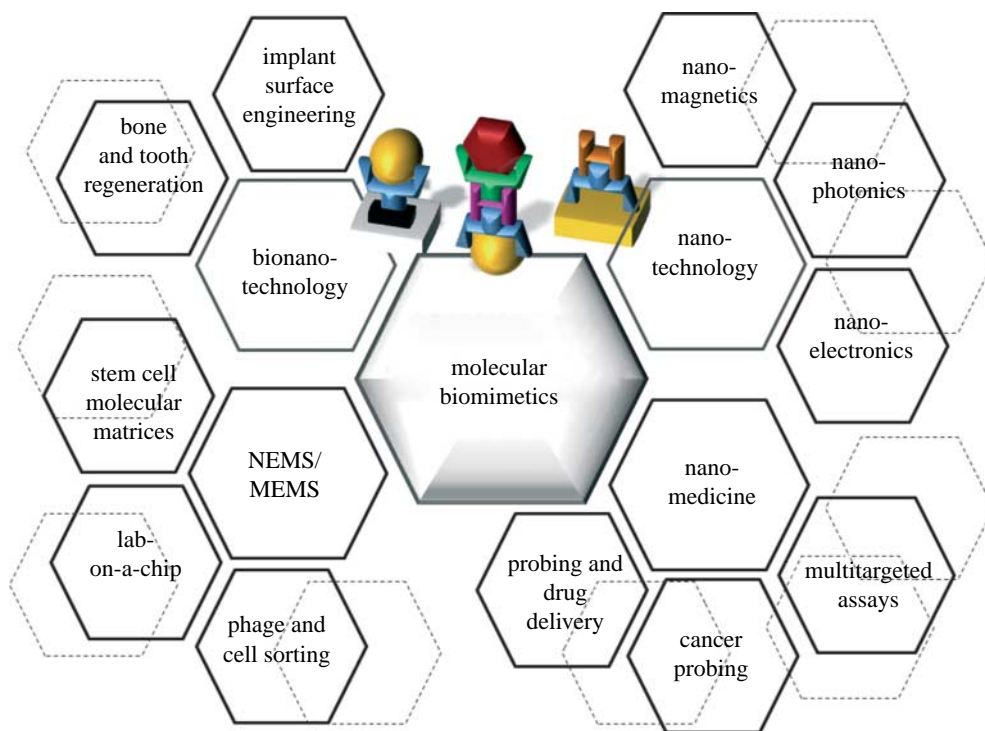 implant
surface
engineering
nano-
magnetics
bone
and tooth
regeneration
nano-
photonics
bionano-
technology
nano-
technology
nano-
electronics
molecular
biomimetics
stem cell
molecular
matrices
NEMS/
MEMS
nano-
medicine
lab-
on-a-chip
probing and
drug
delivery
multitargeted
assays
phage and
cell sorting
cancer
probing